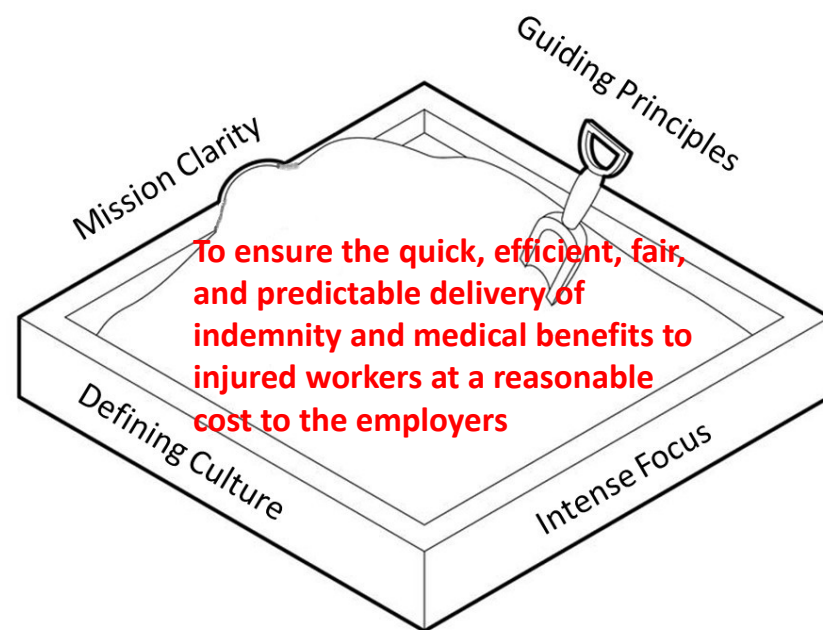 Guiding Principles
Mission Clarity
To ensure the quick, efficient, fair,
and predictable delivery of
indemnity and medical benefits to
injured workers at a reasonable
cost to the employers
Defining Culture
Intense Focus